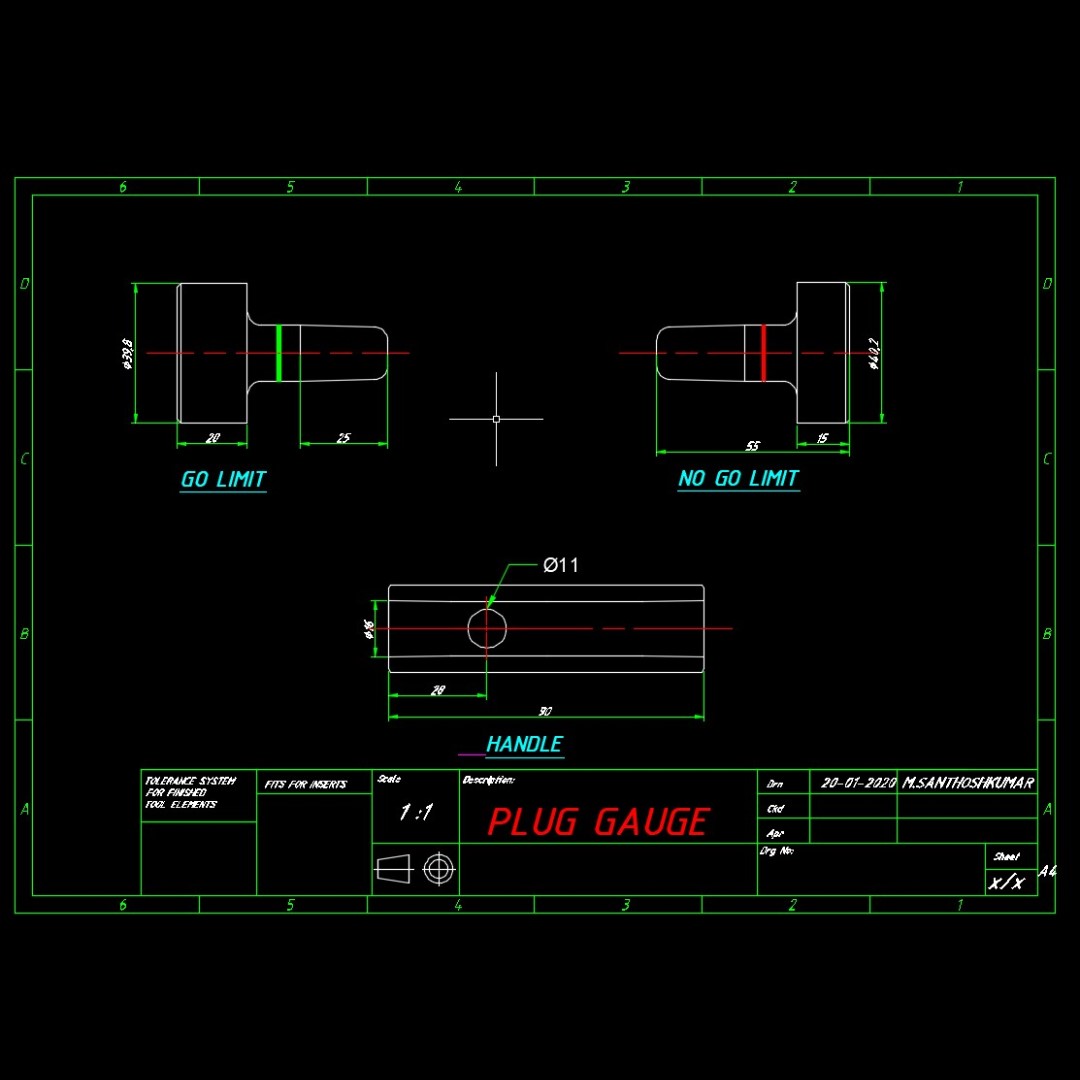 6 5 4 3 2 1
D D
Ø39,8
Ø40,2
20
25
55
15
C C
GO LIMIT
NO GO LIMIT
Ø11
Ø16
B B
28
90
HANDLE
TOLERANCE SYSTEM
FOR FINISHED
TOOL ELEMENTS
FITS FOR INSERTS
Scale
1:1
Description:
PLUG GAUGE
Drn 20-01-2020 M.SANTHOSHKUMAR
Ckd
Apr
A A
Drg No:
Sheet
x/x
A4
6 5 4 3 2 1